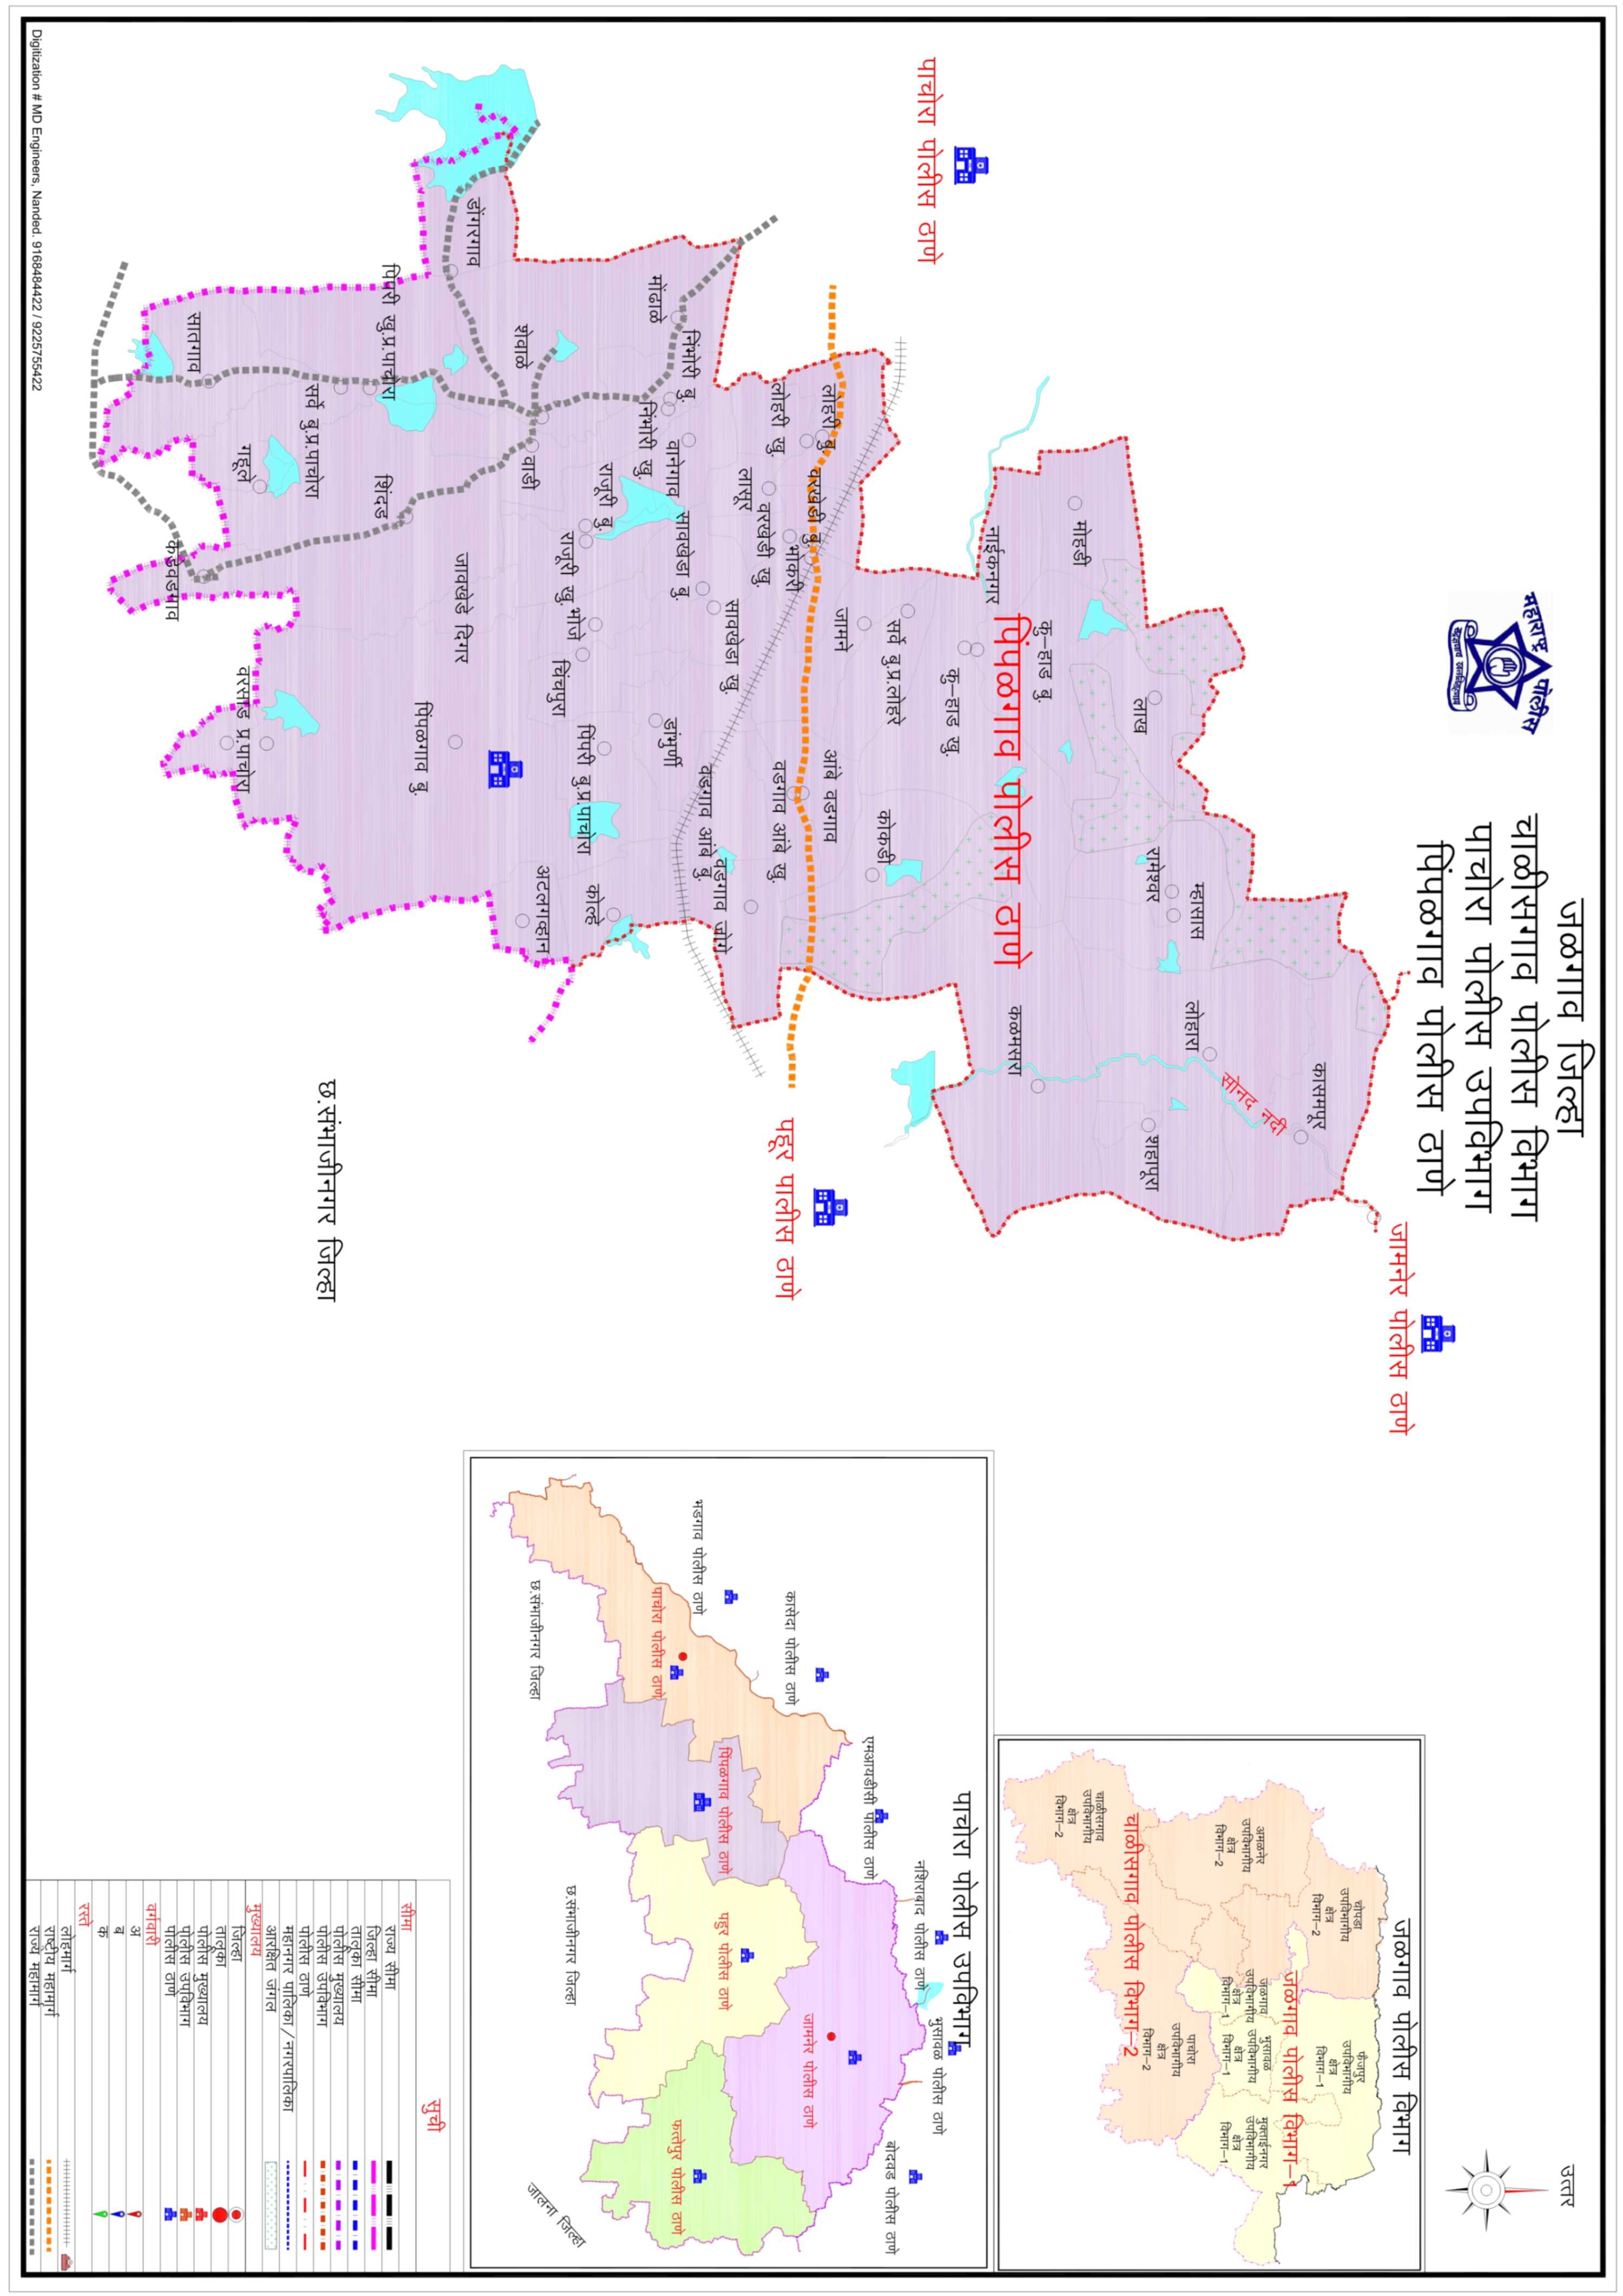 जळगाव जिल्हा
चाळीसगाव पोलीस विभाग
पाचोरा पोलीस उपविभाग
पिंपळगाव पोलीस ठाणे
महाराष्ट्र पोलीस
उत्तर
जामनेर पोलीस ठाणे
कासमपूर
सोनद नदी
म्हासास
लोहारा
रामेश्वर
शहापूरा
लाख
मोहडी
कु–हाड बु.
पिंपळगाव पोलीस ठाणे
कळमसरा
नाईकनगर
कु–हाड खु.
पाचोरा पोलीस ठाणे
सर्वे बु.प्र.लोहरे
कोकडी
जामने
आंबे वडगाव
लोहरी बु.
वरखेडी बु.
भोकरी
पहूर पालीस ठाणे
लोहरी खु.
वडगाव आंबे खु.
वरखेडी खु.
लासूर
सावखेडा खु.
वडगाव जोगे
वडगाव आंबे बु.
निंभोरी बु.
वानेगाव
सावखेडा बु.
डांभुर्णी
मोंढाळे
निंभोरी खु.
राजूरी बु.
कोल्हे
पिंपरी बु.प्र.पाचोरा
राजूरी खु.
भोजे
चिंचपुरा
अटलगव्हान
शेवाळे
वाडी
डोंगरगाव
जावखेडे दिगर
पिंपळगाव बु.
पिंपरी खु.प्र.पाचोरा
शिंदड
छ.संभाजीनगर जिल्हा
सर्वे बु.प्र.पाचोरा
गहूले
वरसाड प्र.पाचोरा
सातगाव
कडेवडगाव
Digitization # MD Engineers, Nanded. 9168484422 / 9225755422
जळगाव पोलीस विभाग
चोपडा
उपविभागीय
क्षेत्र
विभाग–2
फैजपुर
उपविभागीय
क्षेत्र
विभाग–1
जळगाव पोलीस विभाग–1
अमळनेर
उपविभागीय
क्षेत्र
विभाग–2
जळगाव
उपविभागीय
क्षेत्र
विभाग–1
भुसावळ
उपविभागीय
क्षेत्र
विभाग–1
मुक्ताईनगर
उपविभागीय
क्षेत्र
विभाग–1
पाचोरा
उपविभागीय
क्षेत्र
विभाग–2
चाळीसगाव पोलीस विभाग–2
चाळीसगाव
उपविभागीय
क्षेत्र
विभाग–2
पाचोरा पोलीस उपविभाग
भुसावळ पोलीस ठाणे
नशिराबाद पोलीस ठाणे
बोदवड पोलीस ठाणे
एमआयडीसी पोलीस ठाणे
जामनेर पोलीस ठाणे
कासेदा पोलीस ठाणे
पिंपळगाव पोलीस ठाणे
पहुर पोलीस ठाणे
भडगाव पोलीस ठाणे
फत्तेपुर पोलीस ठाणे
पाचोरा पोलीस ठाणे
छ.संभाजीनगर जिल्हा
छ.संभाजीनगर जिल्हा
जालना जिल्हा
सुची
सीमा
राज्य सीमा
जिल्हा सीमा
तालूका सीमा
पोलीस मुख्यालय
पोलीस उपविभाग
पोलीस ठाणे
महानगर पालिका/नगरपालिका
आरक्षित जंगल
मुख्यालय
जिल्हा
तालूका
पोलीस मुख्यालय
पोलीस उपविभाग
पोलीस ठाणे
वर्गवारी
अ
ब
क
रस्ते
लोहमार्ग
राष्ट्रीय महामार्ग
राज्य महामार्ग